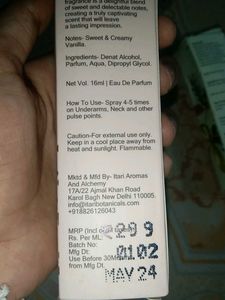 fragrance is a delightful blend
of sweet and delectable notes,
creating a truly captivating
scent that will leave
a lasting impression.
Notes- Sweet & Creamy
Vanilla.
Ingredients- Denat Alcohol,
Parfum, Aqua, Dipropyl Glycol.
Net Vol. 16ml | Eau De Parfum
How To Use- Spray 4-5 times
on Underarms, Neck and other
pulse points.
Caution-For external use only.
Keep in a cool place away from
heat and sunlight. Flammable.
Mktd & Mfd By- Itari Aromas
And Alchemy
17A/22 Ajmal Khan Road
Karol Bagh New Delhi 110005.
info@itaribotanicals.com
+918826126043
MRP (Incl
Rs. Per ML
299
Batch No:
Mfg Dt:
0102
Use Before 30M
from Mfg Dt.
MAY 24